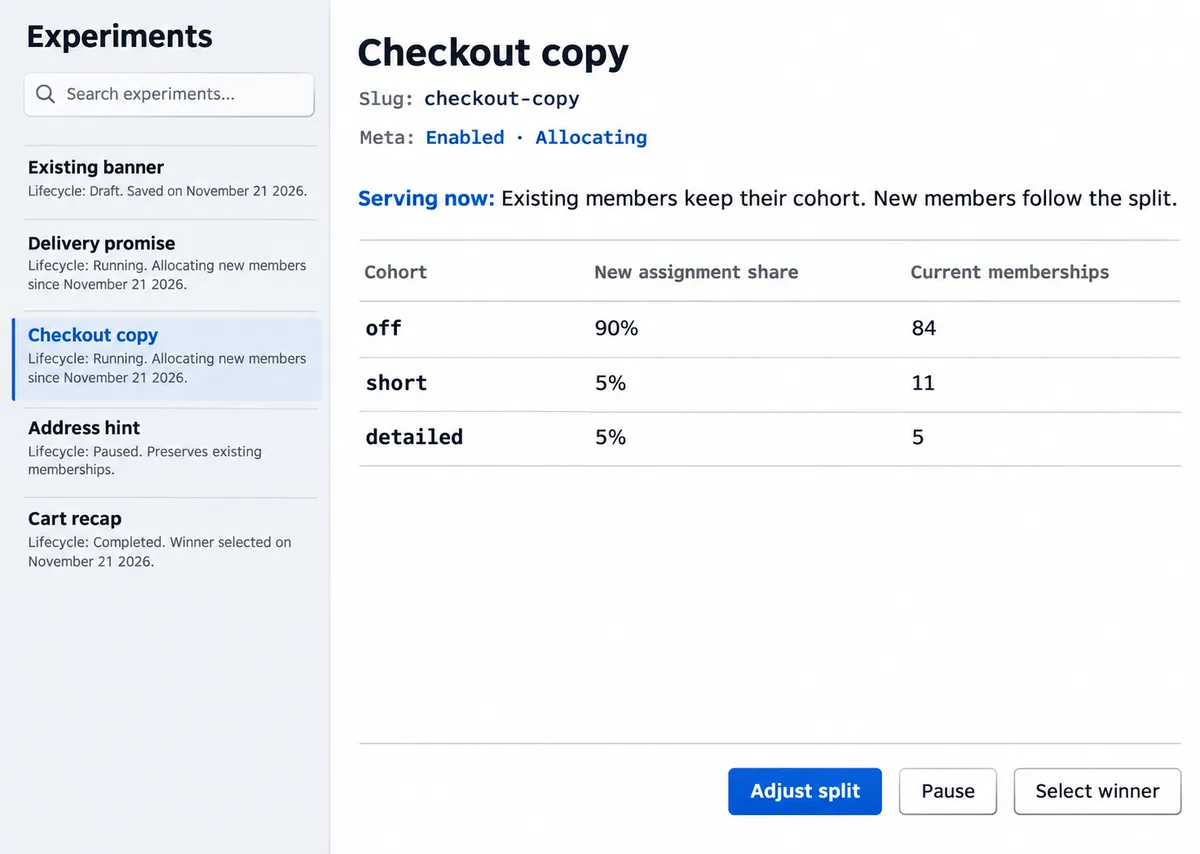 Experiments
Search experiments...
Existing banner
Lifecycle: Draft. Saved on November 21 2026.
Delivery promise
Lifecycle: Running. Allocating new members
since November 21 2026.
Checkout copy
Lifecycle: Running. Allocating new members
since November 21 2026.
Address hint
Lifecycle: Paused. Preserves existing
memberships.
Cart recap
Lifecycle: Completed. Winner selected on
November 21 2026.
Checkout copy
Slug: checkout-copy
Meta: Enabled · Allocating
Serving now: Existing members keep their cohort. New members follow the split.
Cohort New assignment share Current memberships
off 90% 84
short 5% 11
detailed 5% 5
Adjust split Pause Select winner